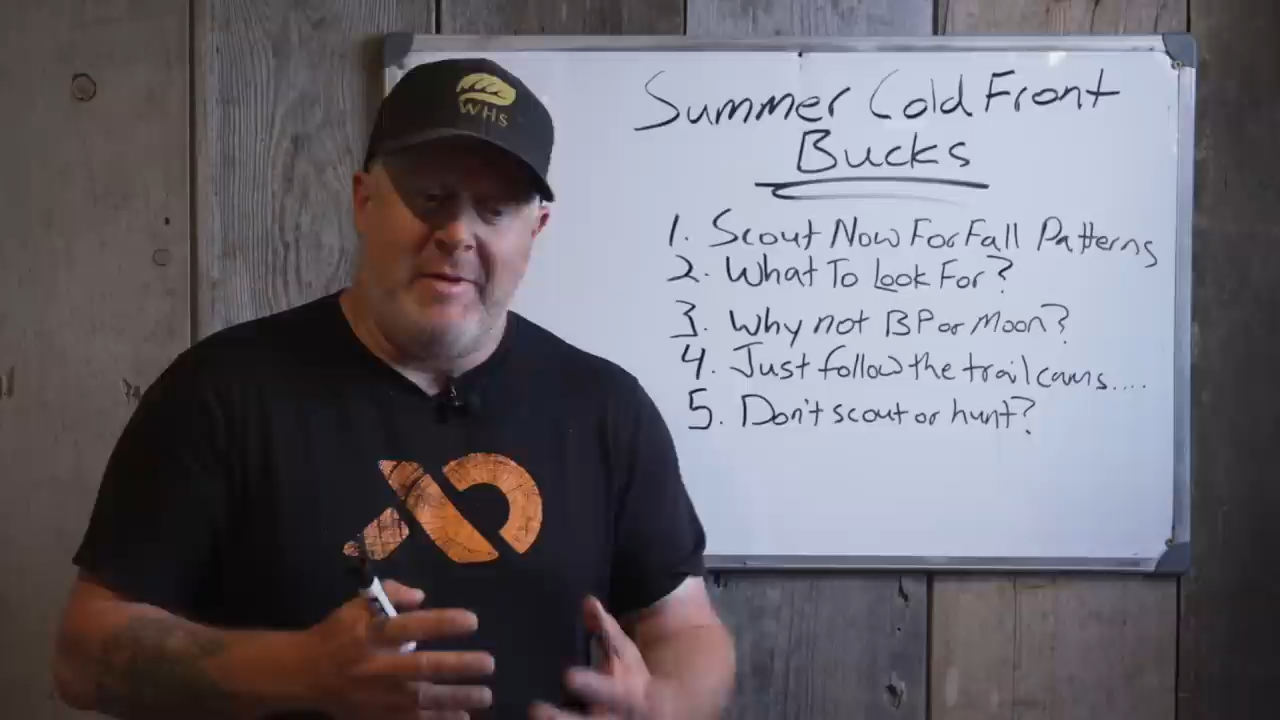 WHS
Summer Cold Front
Bucks
1. Scout Now For Fall Patterns
2. What To Look For?
3. Why not BP or Moon?
4. Just follow the trail cams....
5. Don't scout or hunt?